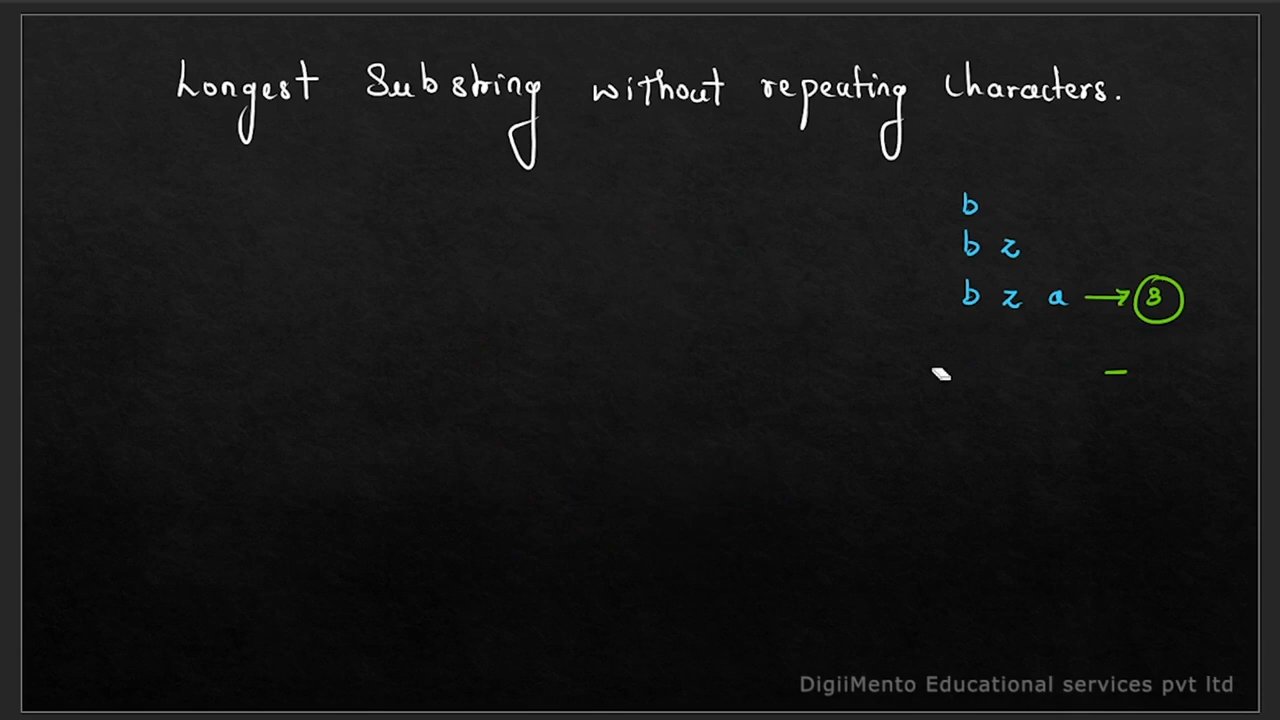 Longest Substring without repeating Characters.
b
b z
b z a → 3
–
DigiiMento Educational services pvt ltd